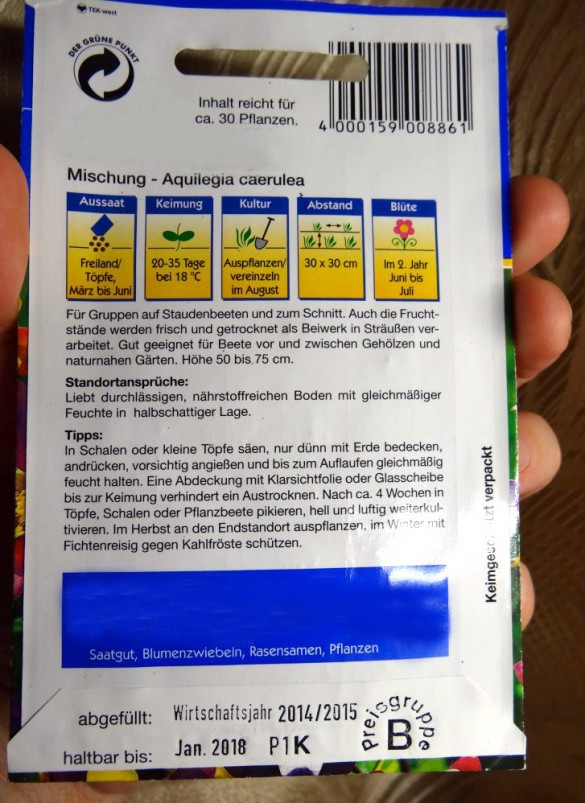 TEK-west
DER GRÜNE PUNKT
Inhalt reicht für
ca. 30 Pflanzen.
4 000159 008861
Mischung - Aquilegia caerulea
Aussaat
Freiland/
Töpfe,
März bis Juni
Keimung
20-35 Tage
bei 18 °C
Kultur
Auspflanzen/
vereinzeln
im August
Abstand
30 x 30 cm
Blüte
Im 2. Jahr
Juni bis
Juli
Für Gruppen auf Staudenbeeten und zum Schnitt. Auch die Frucht-
stände werden frisch und getrocknet als Beiwerk in Sträußen ver-
arbeitet. Gut geeignet für Beete vor und zwischen Gehölzen und
naturnahen Gärten. Höhe 50 bis 75 cm.
Standortansprüche:
Liebt durchlässigen, nährstoffreichen Boden mit gleichmäßiger
Feuchte in halbschattiger Lage.
Tipps:
In Schalen oder kleine Töpfe säen, nur dünn mit Erde bedecken,
andrücken, vorsichtig angießen und bis zum Auflaufen gleichmäßig
feucht halten. Eine Abdeckung mit Klarsichtfolie oder Glasscheibe
bis zur Keimung verhindert ein Austrocknen. Nach ca. 4 Wochen in
Töpfe, Schalen oder Pflanzbeete pikieren, hell und luftig weiterkul-
tivieren. Im Herbst an den Endstandort auspflanzen, im Winter mit
Fichtenreisig gegen Kahlfröste schützen.
verpackt
Saatgut, Blumenzwiebeln, Rasensamen, Pflanzen
abgefüllt: Wirtschaftsjahr 2014/2015
haltbar bis: Jan. 2018 P1K
Preisgruppe
B